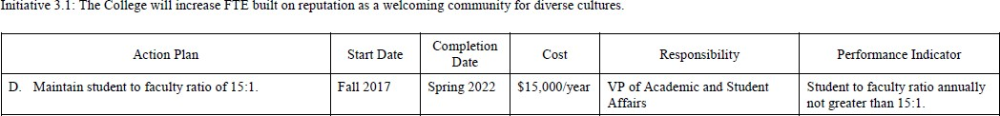 Initiative 3.1: The College will increase FTE built on reputation as a welcoming community for diverse cultures.
Action Plan
Start Date
Completion
Date
Cost
Responsibility
Performance Indicator
D. Maintain student to faculty ratio of 15:1.
Fall 2017
Spring 2022
$15,000/year
VP of Academic and Student
Affairs
Student to faculty ratio annually
not greater than 15:1.